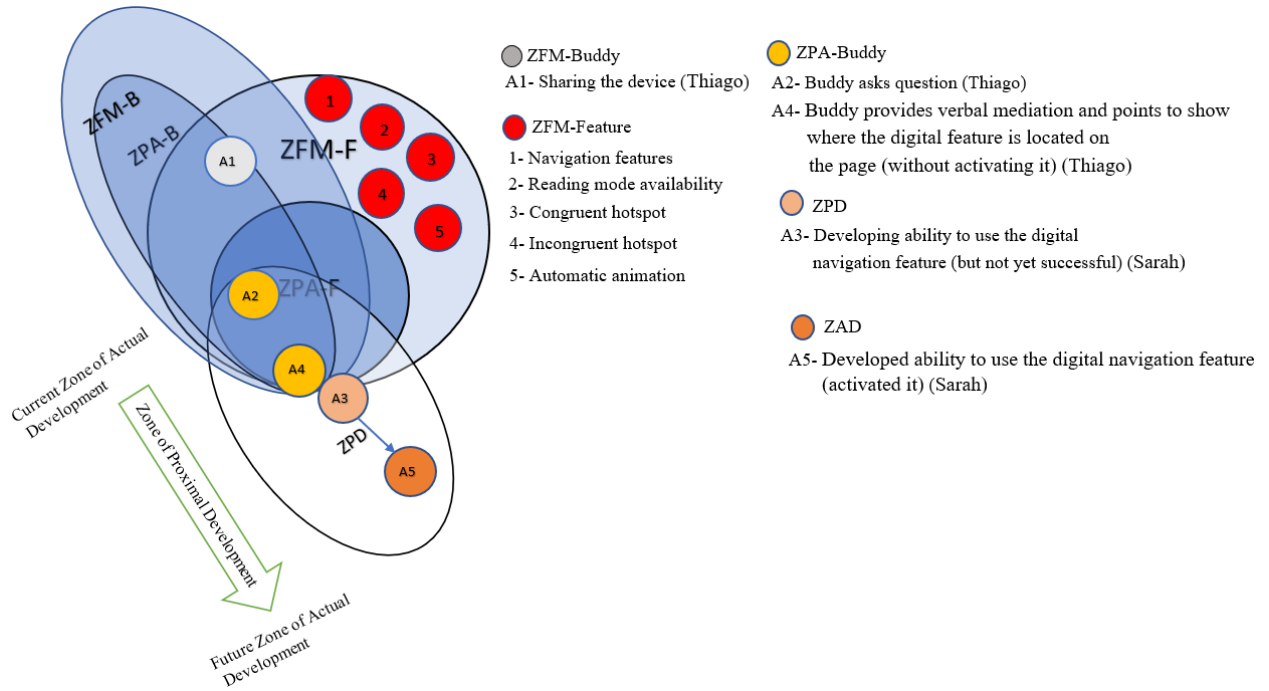 ZFM-B
ZPA-B
A1
ZFM-F
1
2
3
4
5
A2
ZPA-F
A4
A3
ZPD
A5
Current Zone of Actual
Development
Zone of Proximal Development
Future Zone of Actual
Development
ZFM-Buddy
A1- Sharing the device (Thiago)
ZFM-Feature
1- Navigation features
2- Reading mode availability
3- Congruent hotspot
4- Incongruent hotspot
5- Automatic animation
ZPA-Buddy
A2- Buddy asks question (Thiago)
A4- Buddy provides verbal mediation and points to show
where the digital feature is located on
the page (without activating it) (Thiago)
ZPD
A3- Developing ability to use the digital
navigation feature (but not yet successful) (Sarah)
ZAD
A5- Developed ability to use the digital navigation feature
(activated it) (Sarah)